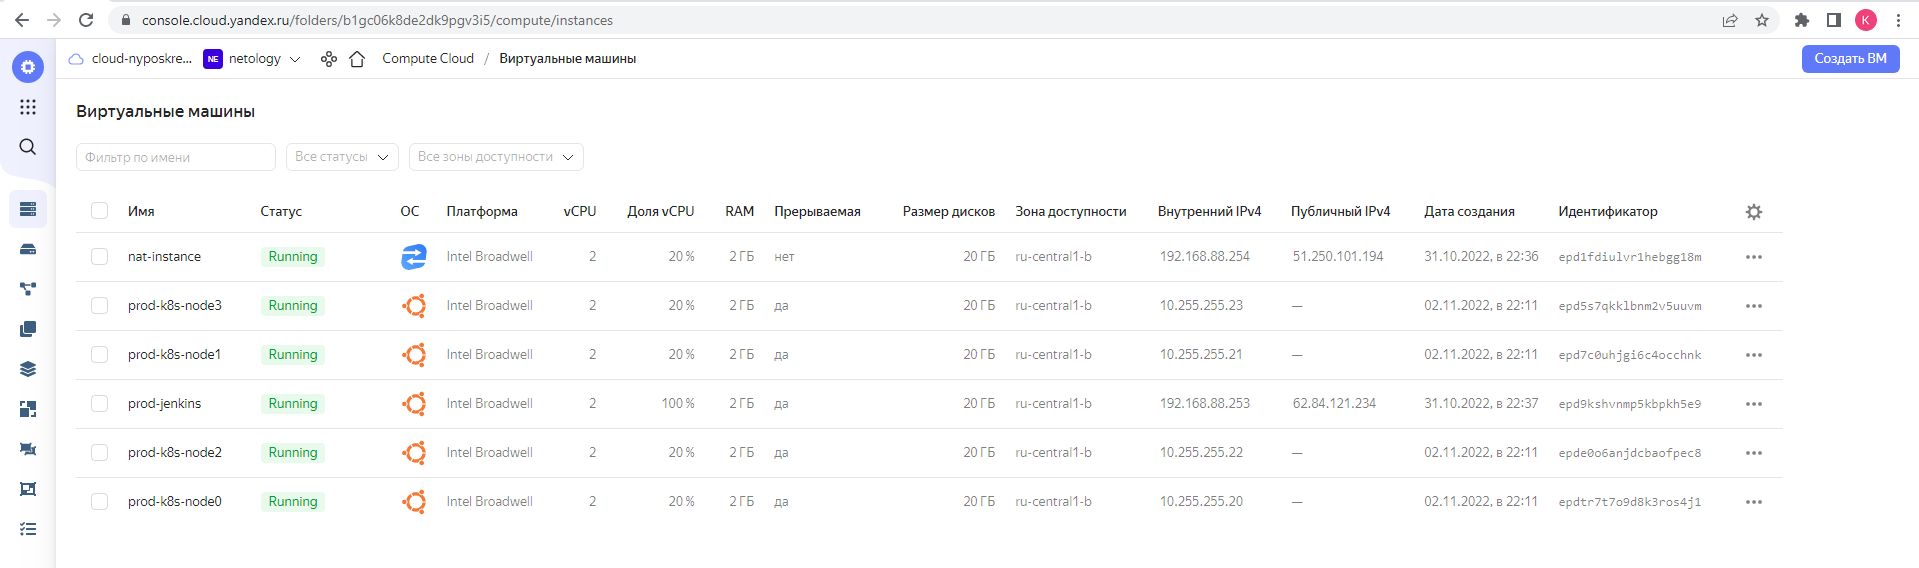 console.cloud.yandex.ru/folders/b1gc06k8de2dk9pgv3i5/compute/instances
K
cloud-nyposkre... NE netology Compute Cloud / Виртуальные машины Создать ВМ
Виртуальные машины
Фильтр по имени Все статусы Все зоны доступности
Имя Статус ОС Платформа vCPU Доля vCPU RAM Прерываемая Размер дисков Зона доступности Внутренний IPv4 Публичный IPv4 Дата создания Идентификатор
nat-instance Running Intel Broadwell 2 20 % 2 ГБ нет 20 ГБ ru-central1-b 192.168.88.254 51.250.101.194 31.10.2022, в 22:36 epd1fdiulvr1hebgg18m
prod-k8s-node3 Running Intel Broadwell 2 20 % 2 ГБ да 20 ГБ ru-central1-b 10.255.255.23 — 02.11.2022, в 22:11 epd5s7qkklbnm2v5uuvm
prod-k8s-node1 Running Intel Broadwell 2 20 % 2 ГБ да 20 ГБ ru-central1-b 10.255.255.21 — 02.11.2022, в 22:11 epd7c0uhjgi6c4occhnk
prod-jenkins Running Intel Broadwell 2 100 % 2 ГБ да 20 ГБ ru-central1-b 192.168.88.253 62.84.121.234 31.10.2022, в 22:37 epd9kshvnmp5kbpkh5e9
prod-k8s-node2 Running Intel Broadwell 2 20 % 2 ГБ да 20 ГБ ru-central1-b 10.255.255.22 — 02.11.2022, в 22:11 epde0o6anjdcbaofpec8
prod-k8s-node0 Running Intel Broadwell 2 20 % 2 ГБ да 20 ГБ ru-central1-b 10.255.255.20 — 02.11.2022, в 22:11 epdtr7t7o9d8k3ros4j1